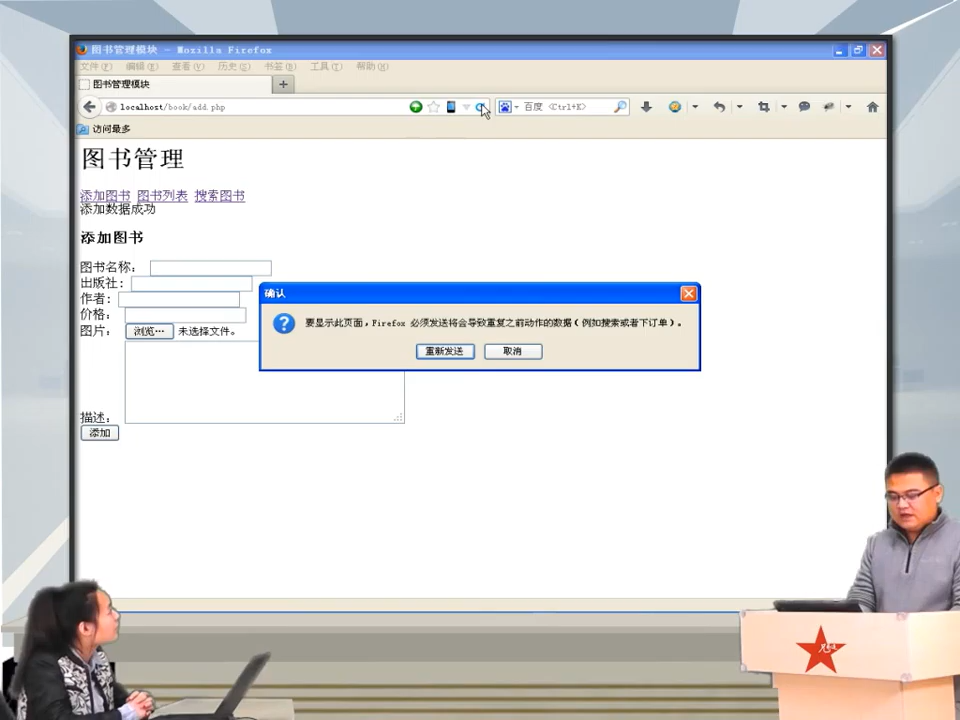 图书管理模块 - Mozilla Firefox
文件(F) 编辑(E) 查看(V) 历史(S) 书签(B) 工具(T) 帮助(H)
图书管理模块
localhost/book/add.php 百度 <Ctrl+K>
访问最多
图书管理
添加图书 图书列表 搜索图书
添加数据成功
添加图书
图书名称:
出版社:
作者:
价格:
图片: 浏览… 未选择文件。
描述:
添加
确认
要显示此页面,Firefox 必须发送将会导致重复之前动作的数据(例如搜索或者下订单)。
重新发送 取消